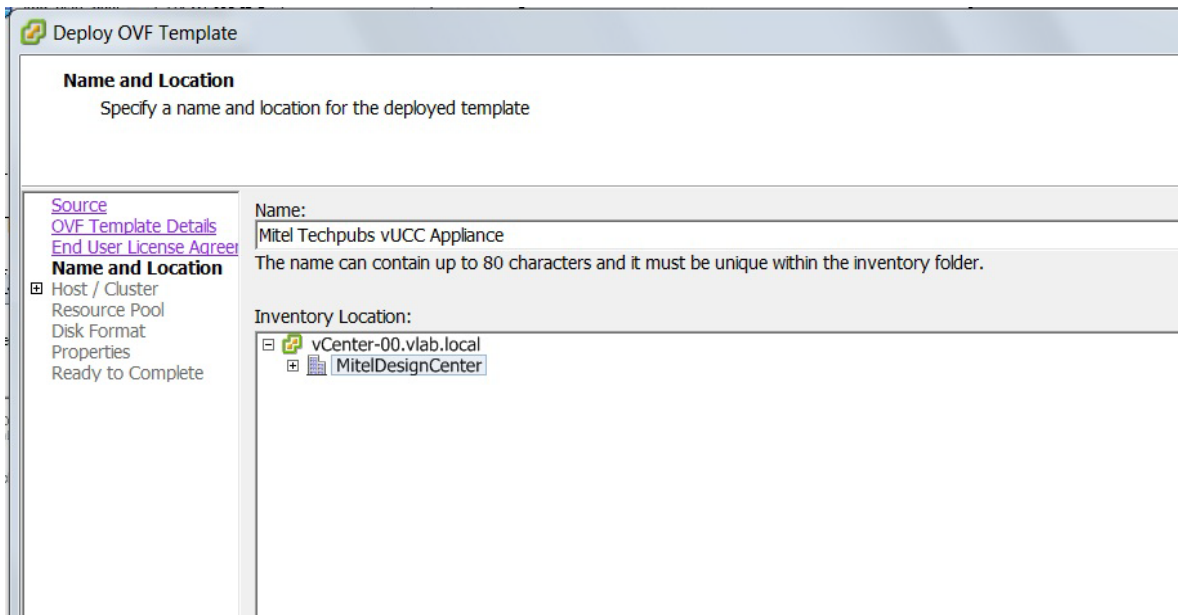 Deploy OVF Template
Name and Location
Specify a name and location for the deployed template
Source
OVF Template Details
End User License Agreer
Name and Location
Host / Cluster
Resource Pool
Disk Format
Properties
Ready to Complete
Name:
Mitel Techpubs vUCC Appliance
The name can contain up to 80 characters and it must be unique within the inventory folder.
Inventory Location:
vCenter-00.vlab.local
MitelDesignCenter